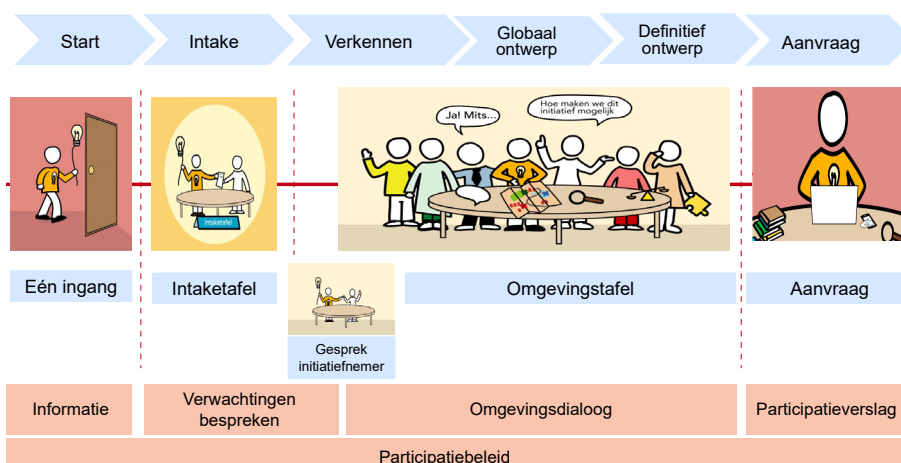 Start
Intake
Verkennen
Globaal
ontwerp
Definitief
ontwerp
Aanvraag
Ja! Mits...
Hoe maken we dit
initiatief mogelijk
intaketafel
Eén ingang
Intaketafel
Omgevingstafel
Aanvraag
Gesprek
initiatiefnemer
Informatie
Verwachtingen
bespreken
Omgevingsdialoog
Participatieverslag
Participatiebeleid